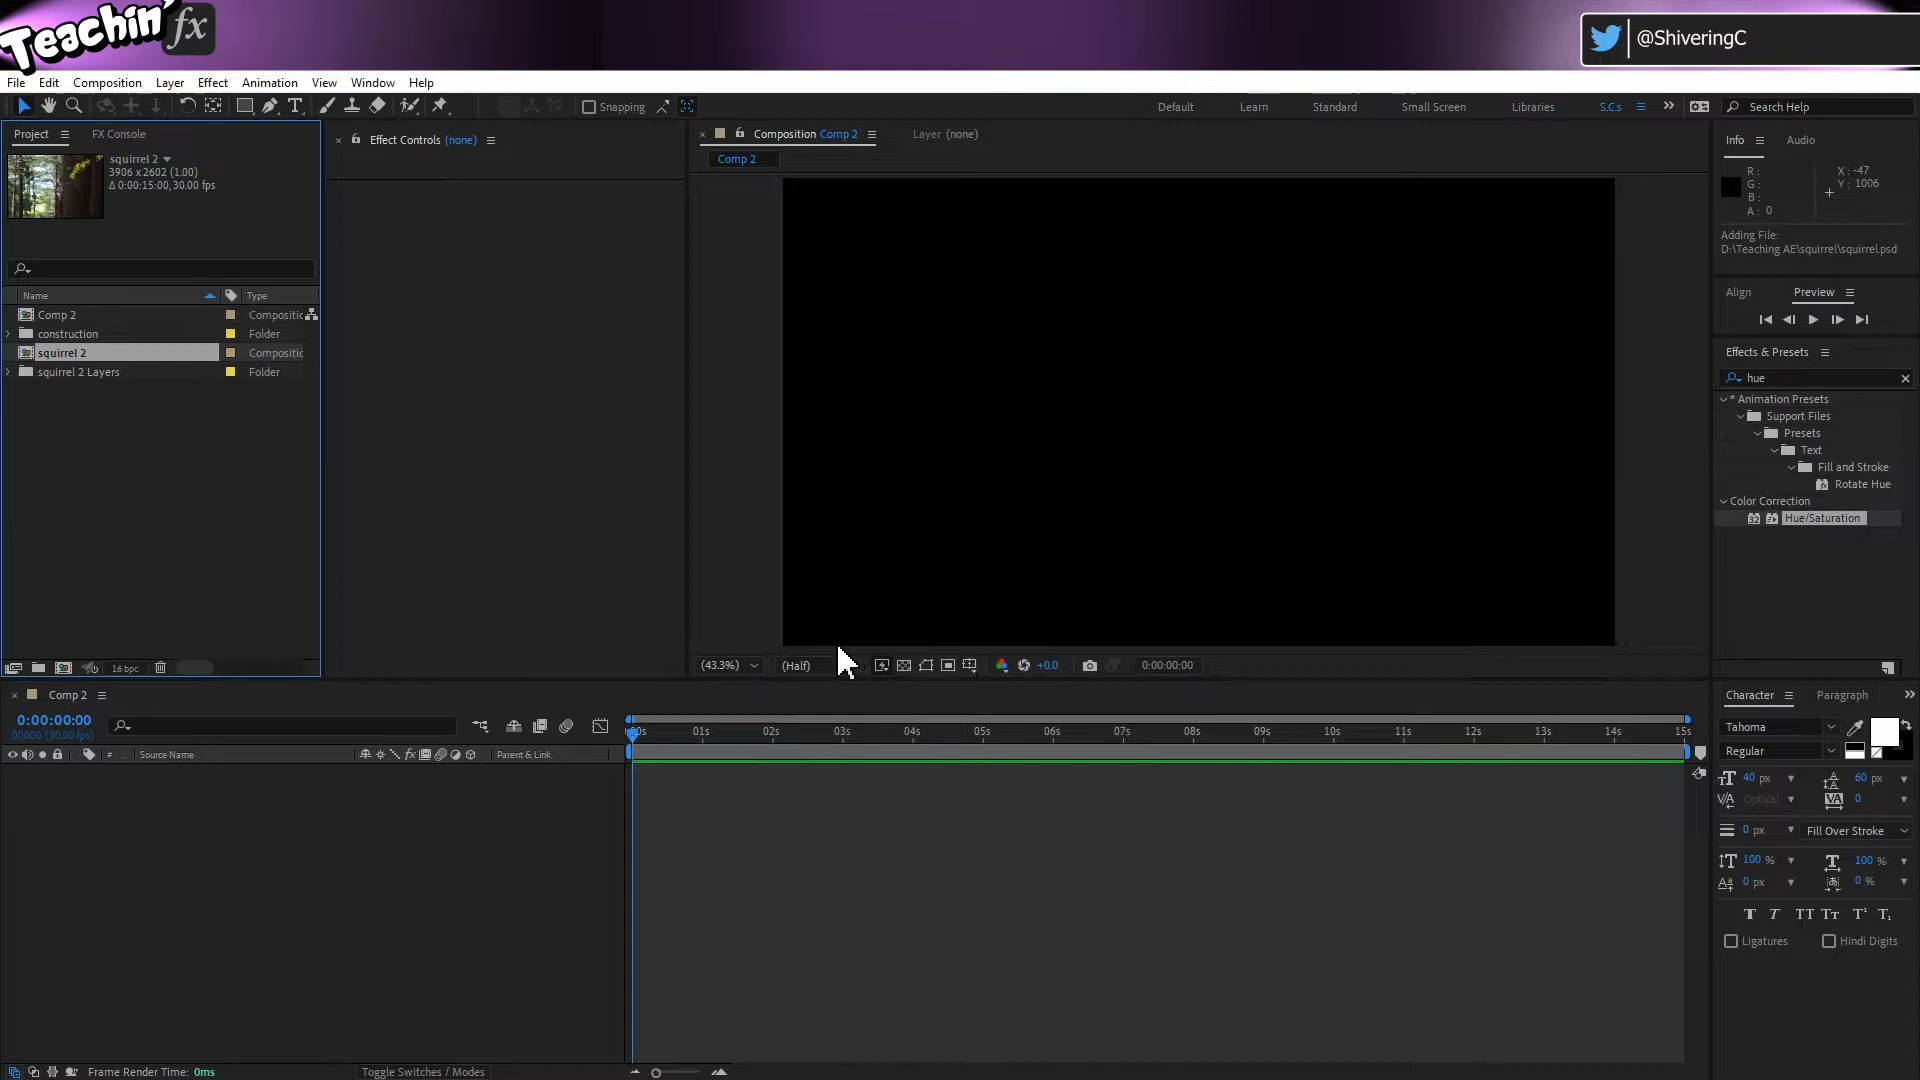 Teachin' fx
@ShiveringC
File Edit Composition Layer Effect Animation View Window Help
Snapping
Default Learn Standard Small Screen Libraries S.C.s Search Help
Project FX Console
squirrel 2
3906 x 2602 (1.00)
Δ 0:00:15:00, 30.00 fps
Name Type
Comp 2 Compositic
construction Folder
squirrel 2 Compositic
squirrel 2 Layers Folder
16 bpc
Effect Controls (none)
Composition Comp 2 Layer (none)
Comp 2
(43.3%) (Half) +0.0 0:00:00:00
Info Audio
R :
G :
B :
A : 0
X : -47
Y : 1006
Adding File:
D:\Teaching AE\squirrel\squirrel.psd
Align Preview
Effects & Presets
hue
* Animation Presets
Support Files
Presets
Text
Fill and Stroke
Rotate Hue
Color Correction
32 Hue/Saturation
Comp 2
0:00:00:00
00000 (30.00 fps)
# Source Name Parent & Link
00s 01s 02s 03s 04s 05s 06s 07s 08s 09s 10s 11s 12s 13s 14s 15s
Character Paragraph
Tahoma
Regular
40 px 60 px
Optical 0
0 px Fill Over Stroke
100 % 100 %
0 px 0 %
T T TT Tt T¹ T₁
Ligatures Hindi Digits
Frame Render Time: 0ms Toggle Switches / Modes